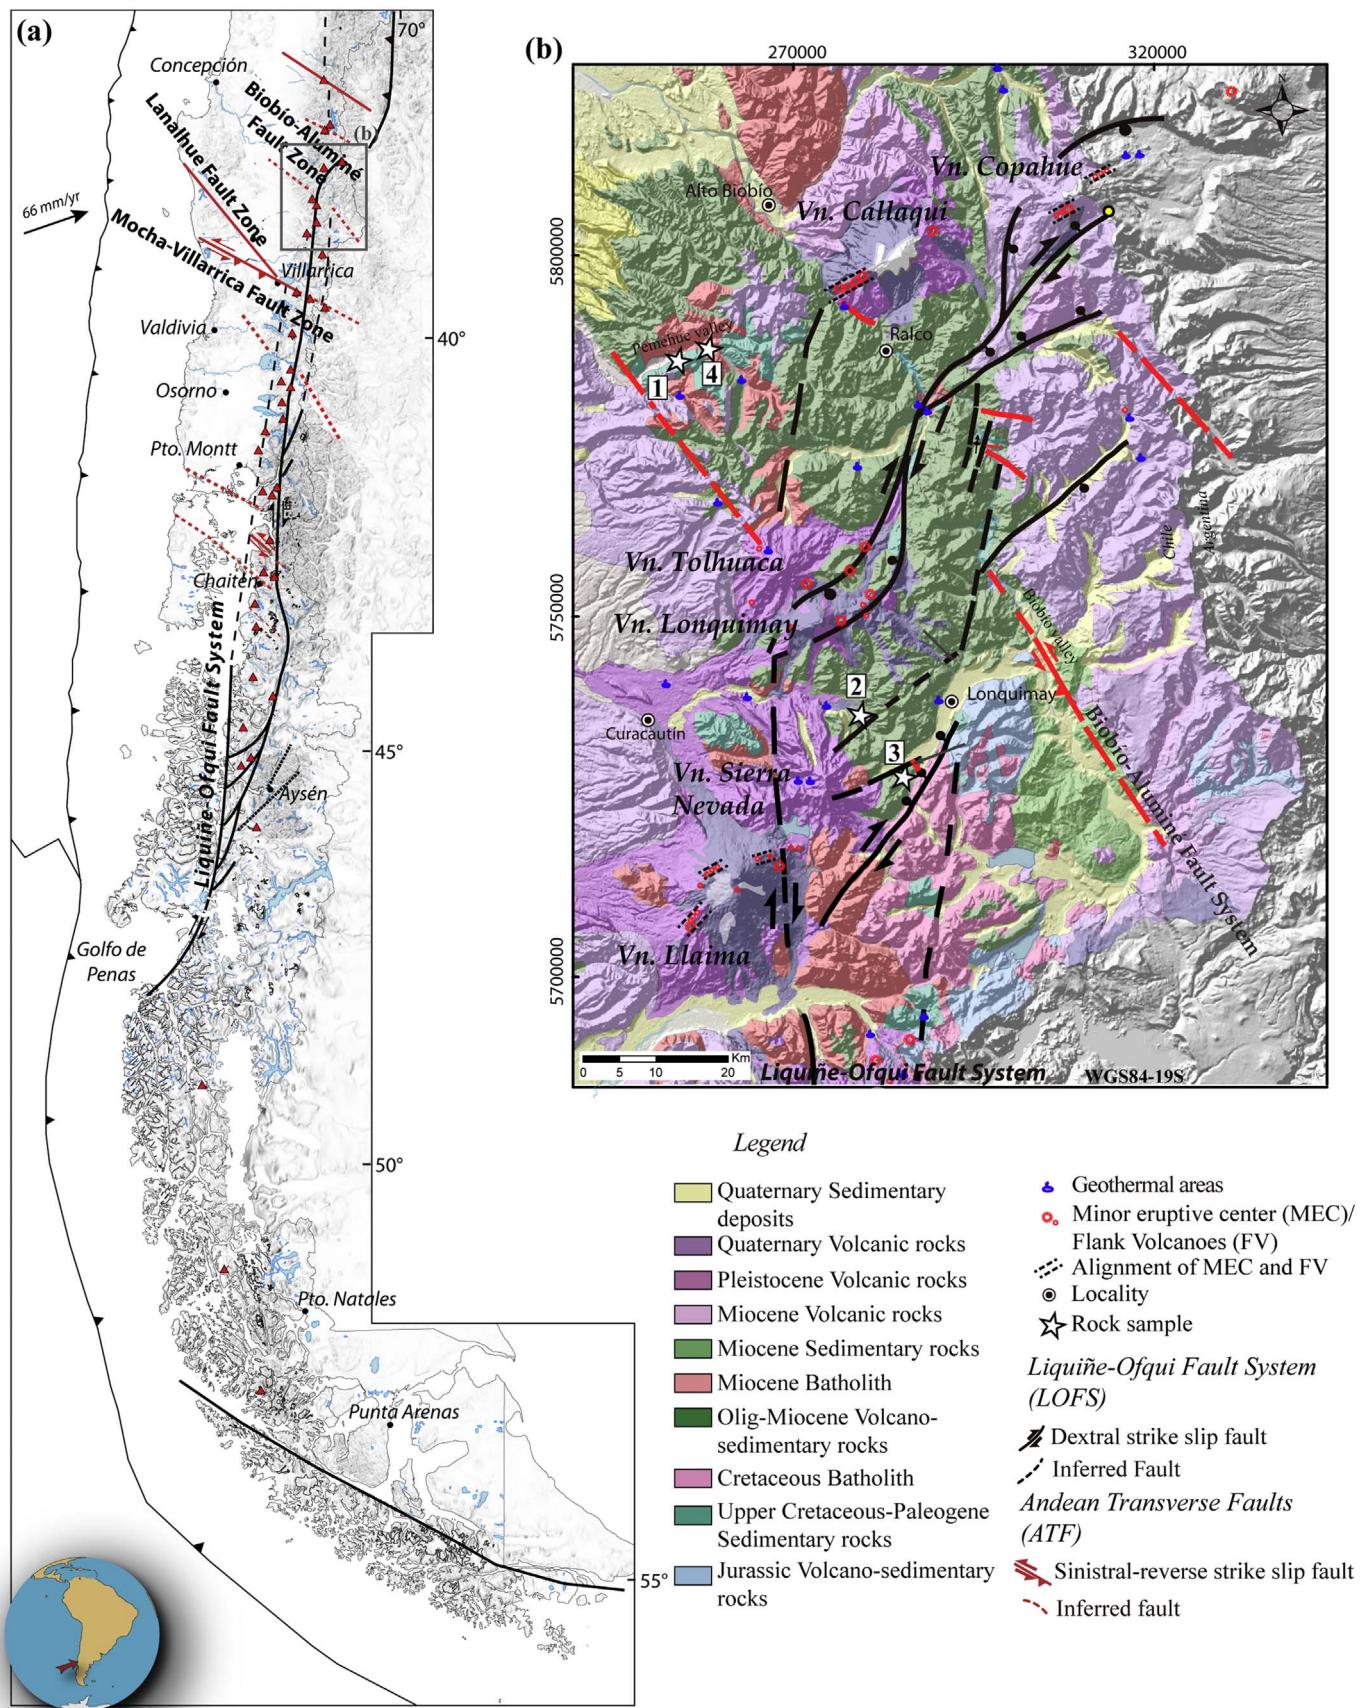 (a)
70°
Concepción
Biobío-Aluminé
Fault Zone
(b)
Lanalhue Fault Zone
66 mm/yr
Mocha-Villarrica Fault Zone
Villarrica
Valdivia
40°
Osorno
Pto. Montt
Chaitén
Liquiñe-Ofqui Fault System
45°
Aysén
Golfo de
Penas
50°
Pto. Natales
Punta Arenas
55°
(b)
270000
320000
N
Vn. Copahue
Alto Biobío
Vn. Callaqui
5800000
Pemehue valley
Ralco
1
4
Chile
Argentina
Vn. Tolhuaca
5750000
Vn. Lonquimay
Biobío valley
2
Lonquimay
Curacautín
Biobío-Aluminé Fault System
3
Vn. Sierra
Nevada
Vn. Llaima
5700000
Km
0 5 10 20
Liquiñe-Ofqui Fault System
WGS84-19S
Legend
Quaternary Sedimentary
deposits
Quaternary Volcanic rocks
Pleistocene Volcanic rocks
Miocene Volcanic rocks
Miocene Sedimentary rocks
Miocene Batholith
Olig-Miocene Volcano-
sedimentary rocks
Cretaceous Batholith
Upper Cretaceous-Paleogene
Sedimentary rocks
Jurassic Volcano-sedimentary
rocks
Geothermal areas
Minor eruptive center (MEC)/
Flank Volcanoes (FV)
Alignment of MEC and FV
Locality
Rock sample
Liquiñe-Ofqui Fault System
(LOFS)
Dextral strike slip fault
Inferred Fault
Andean Transverse Faults
(ATF)
Sinistral-reverse strike slip fault
Inferred fault